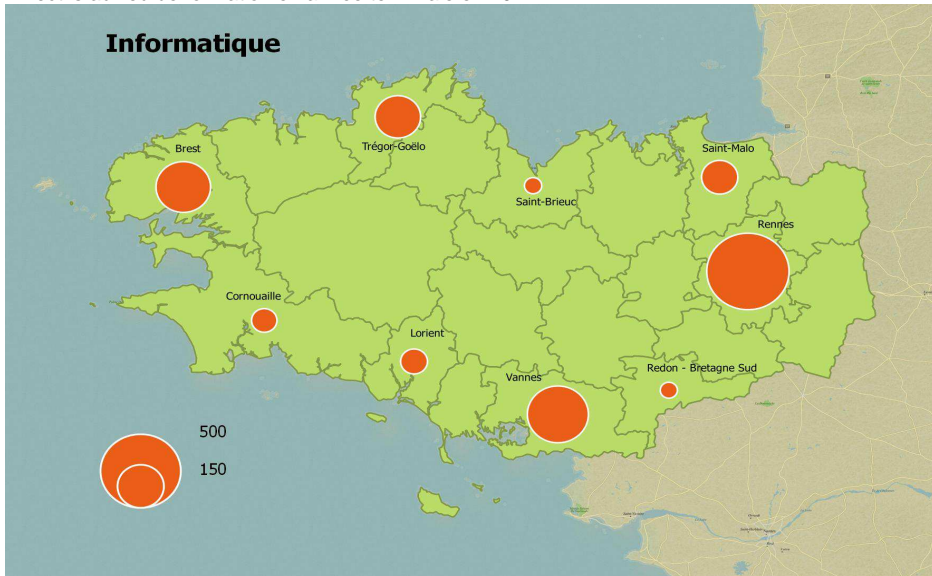 Informatique
Brest
Trégor-Goëlo
Saint-Malo
Saint-Brieuc
Rennes
Cornouaille
Lorient
Redon - Bretagne Sud
Vannes
500
150